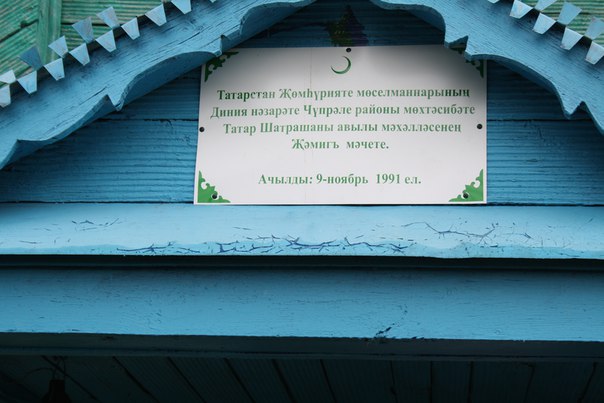 Татарстан Җөмһүрияте мөселманнарының
Диния нәзарәте Чүпрәле районы мөхтәсибәте
Татар Шатрашаны авылы мәхәлләсенең
Җәмигъ мәчете.
Ачылды: 9-ноябрь 1991 ел.